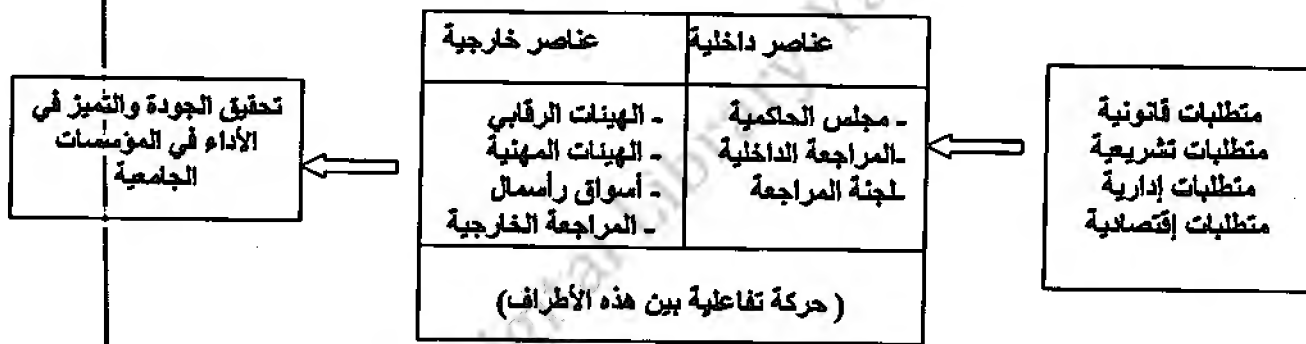 متطلبات قانونية
متطلبات تشريعية
متطلبات إدارية
متطلبات إقتصادية
عناصر داخلية
- مجلس الحاكمية
-المراجعة الداخلية
-لجنة المراجعة
عناصر خارجية
- الهيئات الرقابي
- الهيئات المهنية
- أسواق رأسمال
- المراجعة الخارجية
( حركة تفاعلية بين هذه الأطراف)
تحقيق الجودة والتميز في
الأداء في المؤسسات
الجامعية